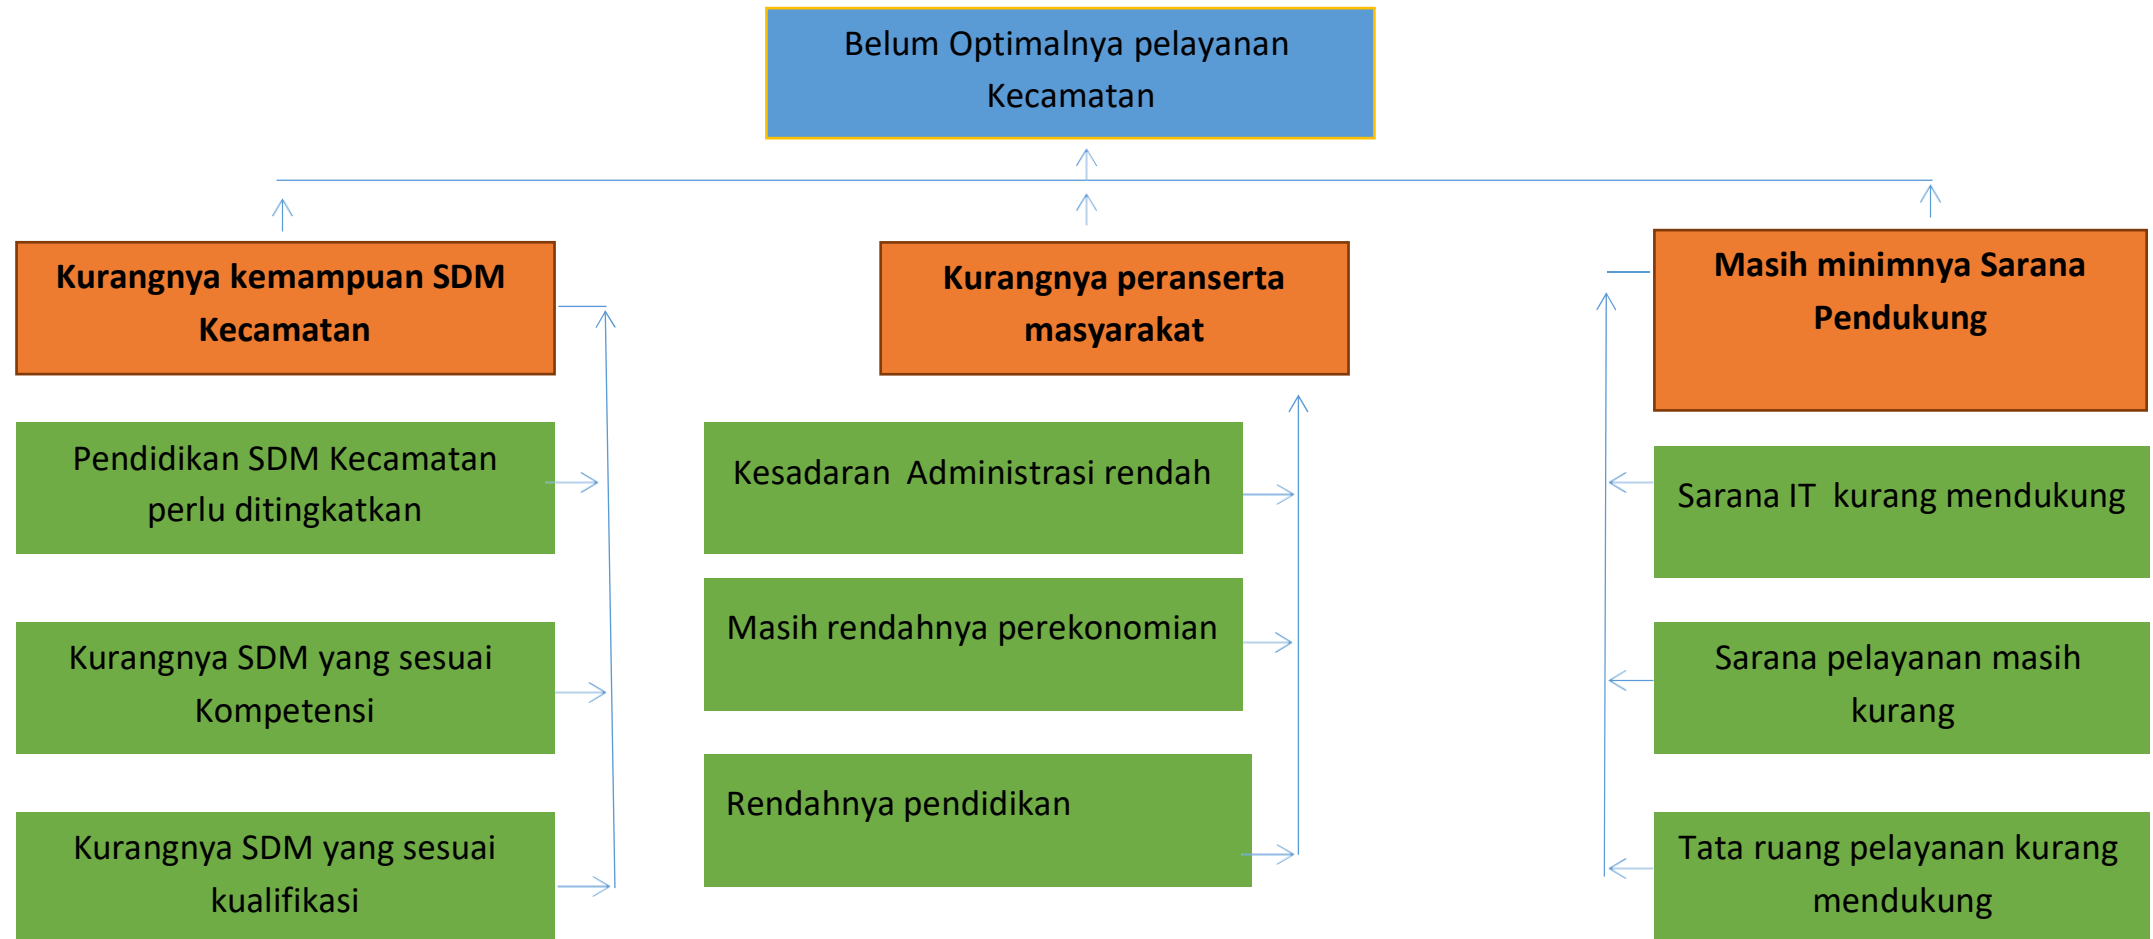 Belum Optimalnya pelayanan
Kecamatan
Kurangnya kemampuan SDM
Kecamatan
Kurangnya peranserta
masyarakat
Masih minimnya Sarana
Pendukung
Pendidikan SDM Kecamatan
perlu ditingkatkan
Kurangnya SDM yang sesuai
Kompetensi
Kurangnya SDM yang sesuai
kualifikasi
Kesadaran  Administrasi rendah
Masih rendahnya perekonomian
Rendahnya pendidikan
Sarana IT  kurang mendukung
Sarana pelayanan masih
kurang
Tata ruang pelayanan kurang
mendukung